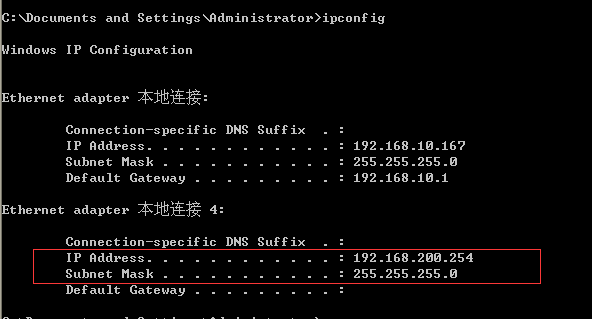 C:\Documents and Settings\Administrator>ipconfig
Windows IP Configuration
Ethernet adapter 本地连接:
Connection-specific DNS Suffix . :
IP Address. . . . . . . . . . . . : 192.168.10.167
Subnet Mask . . . . . . . . . . . : 255.255.255.0
Default Gateway . . . . . . . . . : 192.168.10.1
Ethernet adapter 本地连接 4:
Connection-specific DNS Suffix . :
IP Address. . . . . . . . . . . . : 192.168.200.254
Subnet Mask . . . . . . . . . . . : 255.255.255.0
Default Gateway . . . . . . . . . :